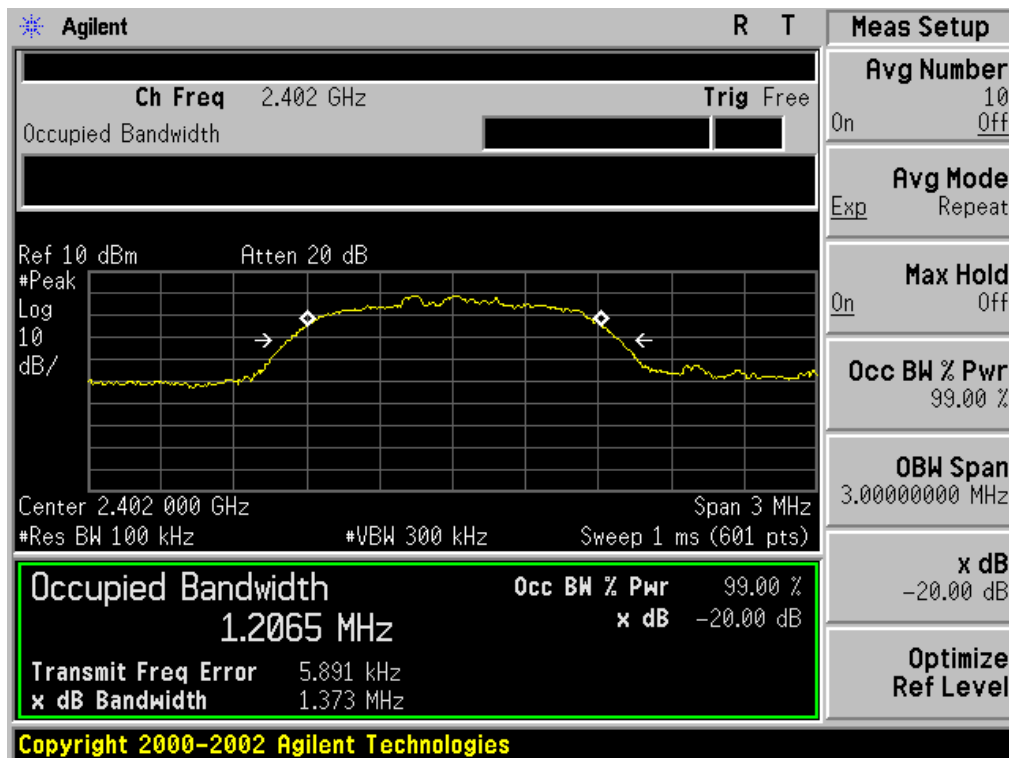 Agilent R T
Ch Freq 2.402 GHz Trig Free
Occupied Bandwidth
Ref 10 dBm Atten 20 dB
#Peak
Log
10
dB/
Center 2.402 000 GHz Span 3 MHz
#Res BW 100 kHz #VBW 300 kHz Sweep 1 ms (601 pts)
Occupied Bandwidth Occ BW % Pwr 99.00 %
1.2065 MHz x dB -20.00 dB
Transmit Freq Error 5.891 kHz
x dB Bandwidth 1.373 MHz
Copyright 2000-2002 Agilent Technologies
Meas Setup
Avg Number
10
On Off
Avg Mode
Exp Repeat
Max Hold
On Off
Occ BW % Pwr
99.00 %
OBW Span
3.00000000 MHz
x dB
-20.00 dB
Optimize
Ref Level